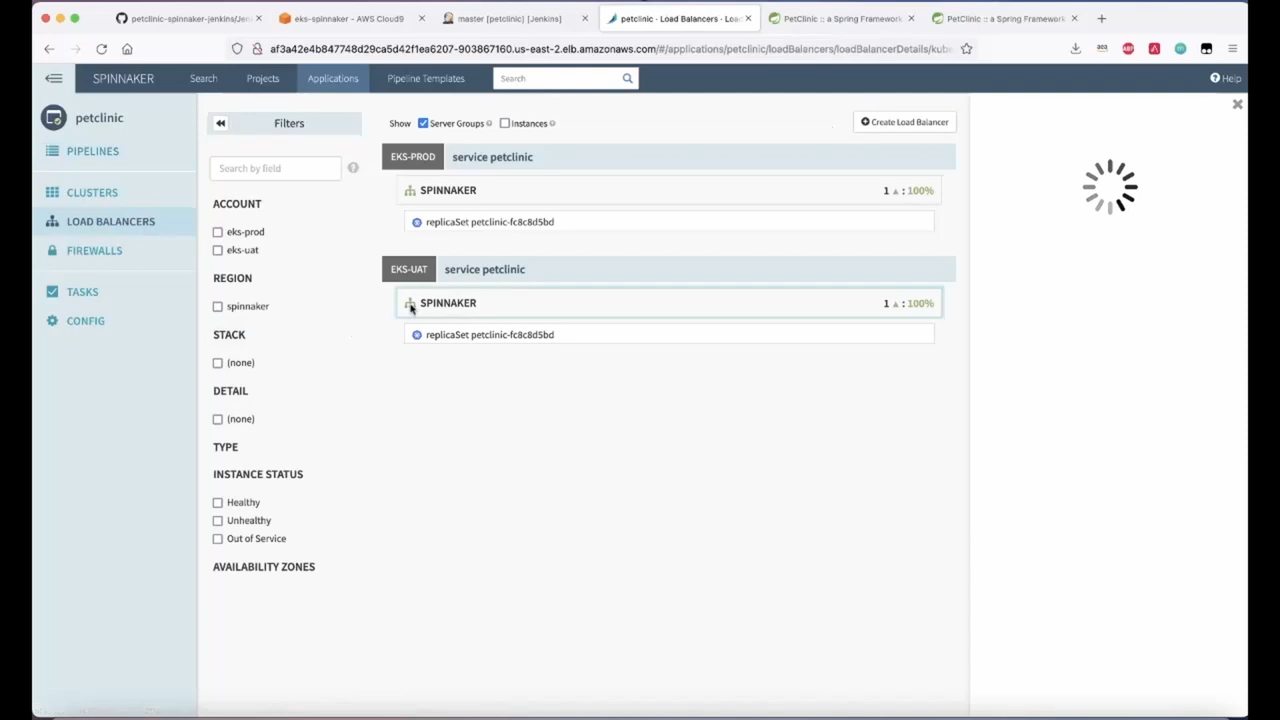 petclinic-spinnaker-jenkins/Jen
eks-spinnaker - AWS Cloud9
master [petclinic] [Jenkins]
petclinic · Load Balancers · Loa
PetClinic :: a Spring Framework
PetClinic :: a Spring Framework
af3a42e4b847748d29ca5d42f1ea6207-903867160.us-east-2.elb.amazonaws.com/#/applications/petclinic/loadBalancers/loadBalancerDetails/kube
SPINNAKER
Search
Projects
Applications
Pipeline Templates
Search
Help
petclinic
PIPELINES
CLUSTERS
LOAD BALANCERS
FIREWALLS
TASKS
CONFIG
Filters
Search by field
ACCOUNT
eks-prod
eks-uat
REGION
spinnaker
STACK
(none)
DETAIL
(none)
TYPE
INSTANCE STATUS
Healthy
Unhealthy
Out of Service
AVAILABILITY ZONES
Show Server Groups Instances
Create Load Balancer
EKS-PROD service petclinic
SPINNAKER 1 : 100%
replicaSet petclinic-fc8c8d5bd
EKS-UAT service petclinic
SPINNAKER 1 : 100%
replicaSet petclinic-fc8c8d5bd